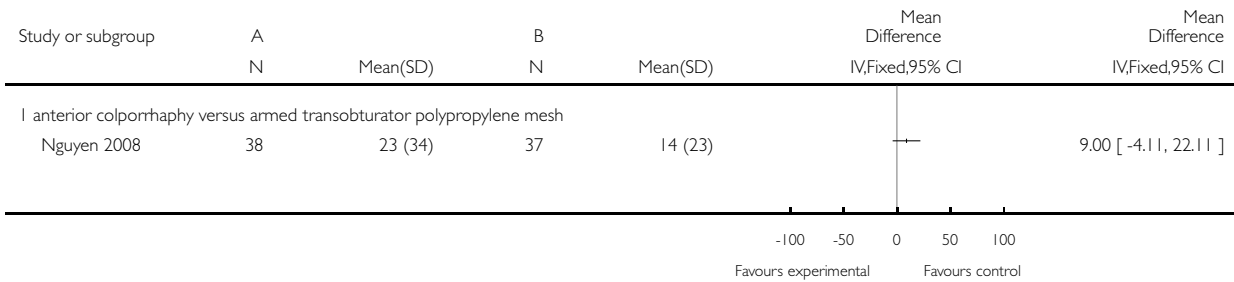 Study or subgroup A B Mean Difference Mean Difference
N Mean(SD) N Mean(SD) IV,Fixed,95% CI IV,Fixed,95% CI
1 anterior colporrhaphy versus armed transobturator polypropylene mesh
Nguyen 2008 38 23 (34) 37 14 (23) 9.00 [ -4.11, 22.11 ]
-100 -50 0 50 100
Favours experimental Favours control